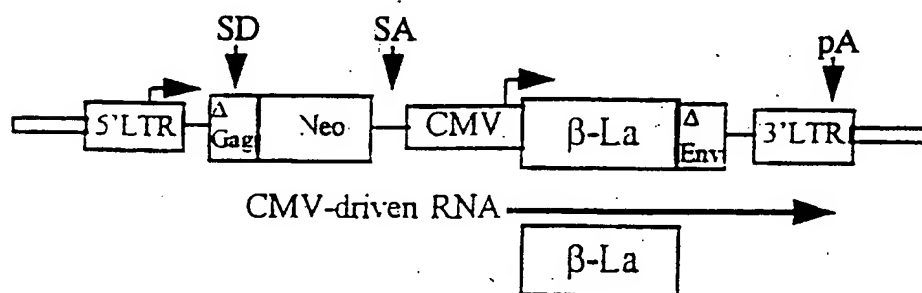 SD SA pA
5'LTR Δ Gag Neo CMV β-La Δ Env 3'LTR
CMV-driven RNA
β-La